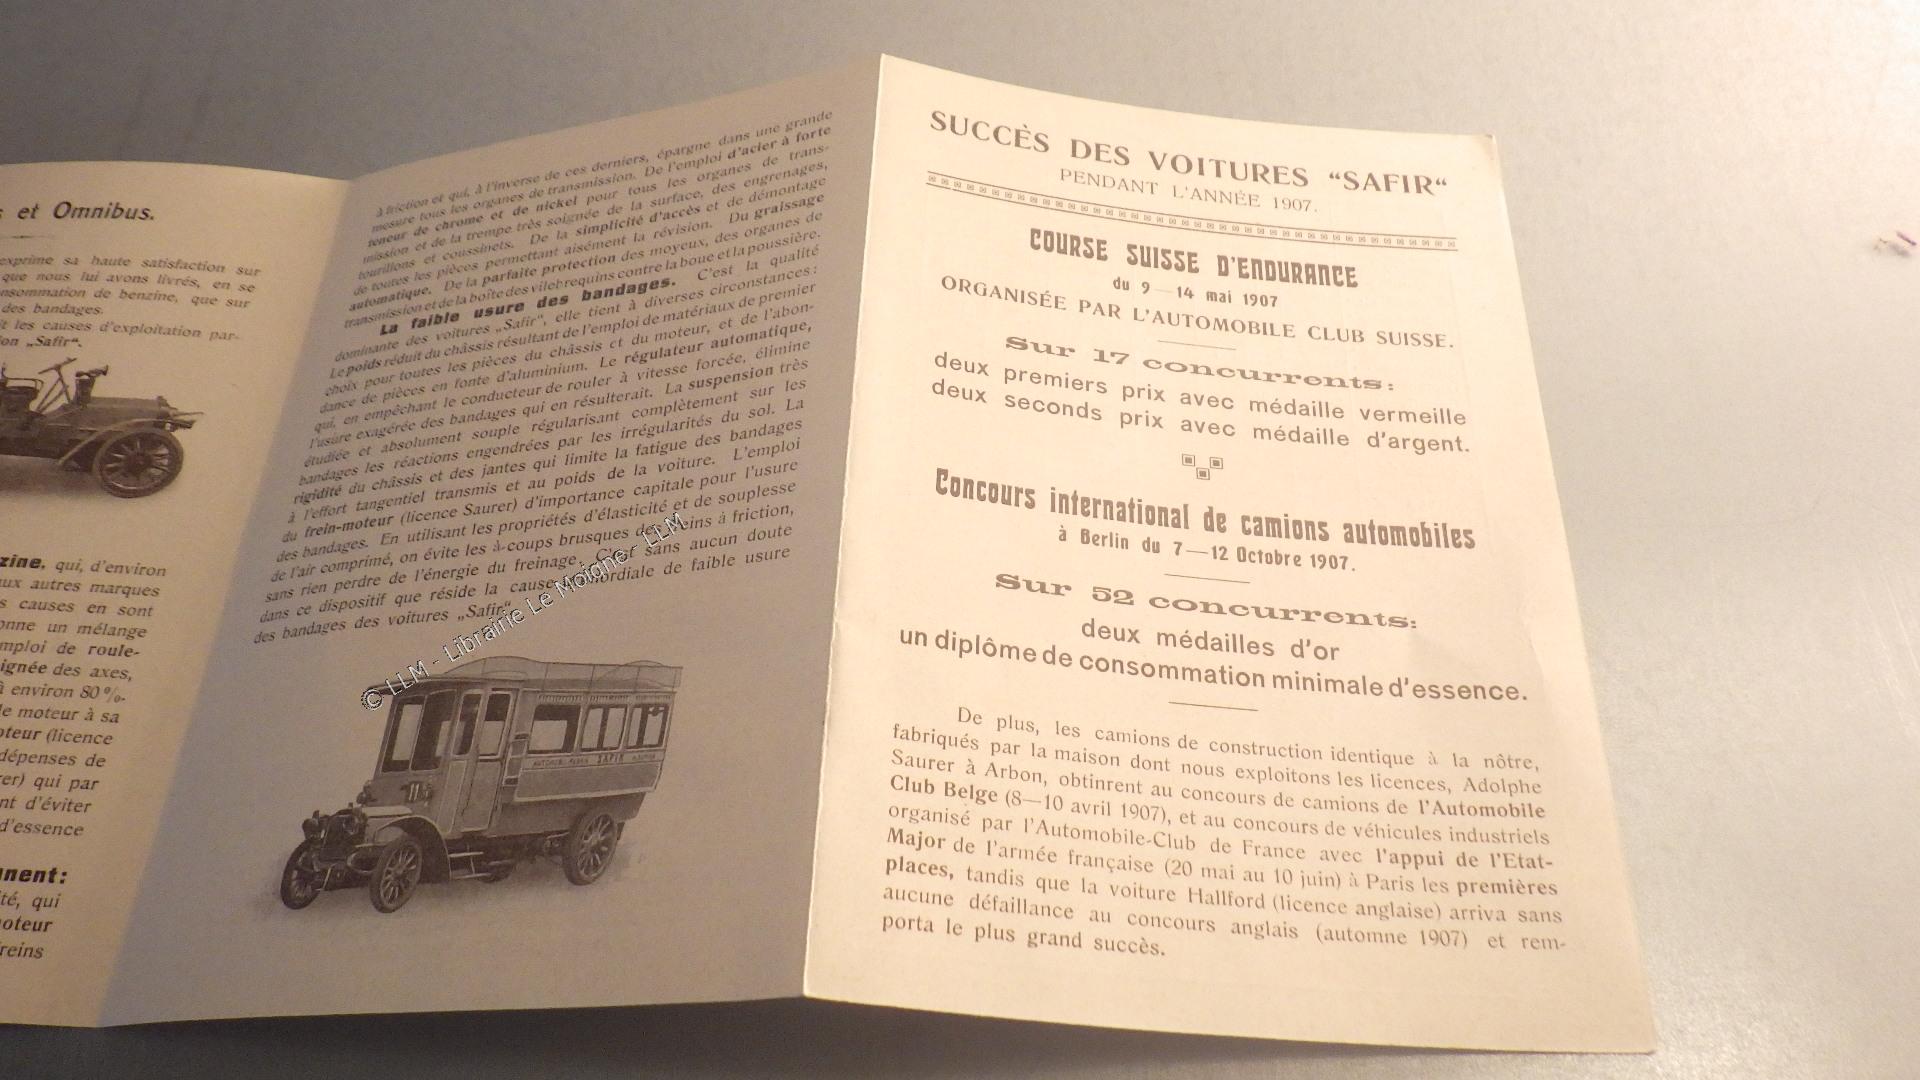 s et Omnibus.
exprime sa haute satisfaction sur
que nous lui avons livrés, en se
nsommation de benzine, que sur
des bandages.
it les causes d'exploitation par-
on „Safir“.
zine, qui, d'environ
ux autres marques
s causes en sont
onne un mélange
mploi de roule-
ignée des axes,
à environ 80 %.
le moteur à sa
oteur (licence
dépenses de
rer) qui par
nt d'éviter
d'essence
nent:
té, qui
moteur
freins
à friction et qui, à l'inverse de ces derniers, épargne dans une grande
mesure tous les organes de transmission. De l'emploi d'acier à forte
teneur de chrome et de nickel pour tous les organes de trans-
mission et de la trempe très soignée de la surface, des engrenages,
tourillons et coussinets. De la simplicité d'accès et de démontage
de toutes les pièces permettant aisément la révision. Du graissage
automatique. De la parfaite protection des moyeux, des organes de
transmission et de la boîte des vilebrequins contre la boue et la poussière.
La faible usure des bandages. C'est la qualité
dominante des voitures „Safir“, elle tient à diverses circonstances:
Le poids réduit du châssis résultant de l'emploi de matériaux de premier
choix pour toutes les pièces du châssis et du moteur, et de l'abon-
dance de pièces en fonte d'aluminium. Le régulateur automatique,
qui, en empêchant le conducteur de rouler à vitesse forcée, élimine
l'usure exagérée des bandages qui en résulterait. La suspension très
étudiée et absolument souple régularisant complètement sur les
bandages les réactions engendrées par les irrégularités du sol. La
rigidité du châssis et des jantes qui limite la fatigue des bandages
à l'effort tangentiel transmis et au poids de la voiture. L'emploi
du frein-moteur (licence Saurer) d'importance capitale pour l'usure
des bandages. En utilisant les propriétés d'élasticité et de souplesse
de l'air comprimé, on évite les à-coups brusques des freins à friction,
sans rien perdre de l'énergie du freinage. C'est sans aucun doute
dans ce dispositif que réside la cause primordiale de faible usure
des bandages des voitures „Safir“.
© LLM - Librairie Le Moigne - LLM
SAFIR
11
SUCCÈS DES VOITURES “SAFIR“
PENDANT L'ANNÉE 1907.
COURSE SUISSE D'ENDURANCE
du 9—14 mai 1907
ORGANISÉE PAR L'AUTOMOBILE CLUB SUISSE.
Sur 17 concurrents:
deux premiers prix avec médaille vermeille
deux seconds prix avec médaille d'argent.
Concours international de camions automobiles
à Berlin du 7—12 Octobre 1907.
Sur 52 concurrents:
deux médailles d'or
un diplôme de consommation minimale d'essence.
De plus, les camions de construction identique à la nôtre,
fabriqués par la maison dont nous exploitons les licences, Adolphe
Saurer à Arbon, obtinrent au concours de camions de l'Automobile
Club Belge (8—10 avril 1907), et au concours de véhicules industriels
organisé par l'Automobile-Club de France avec l'appui de l'Etat-
Major de l'armée française (20 mai au 10 juin) à Paris les premières
places, tandis que la voiture Hallford (licence anglaise) arriva sans
aucune défaillance au concours anglais (automne 1907) et rem-
porta le plus grand succès.